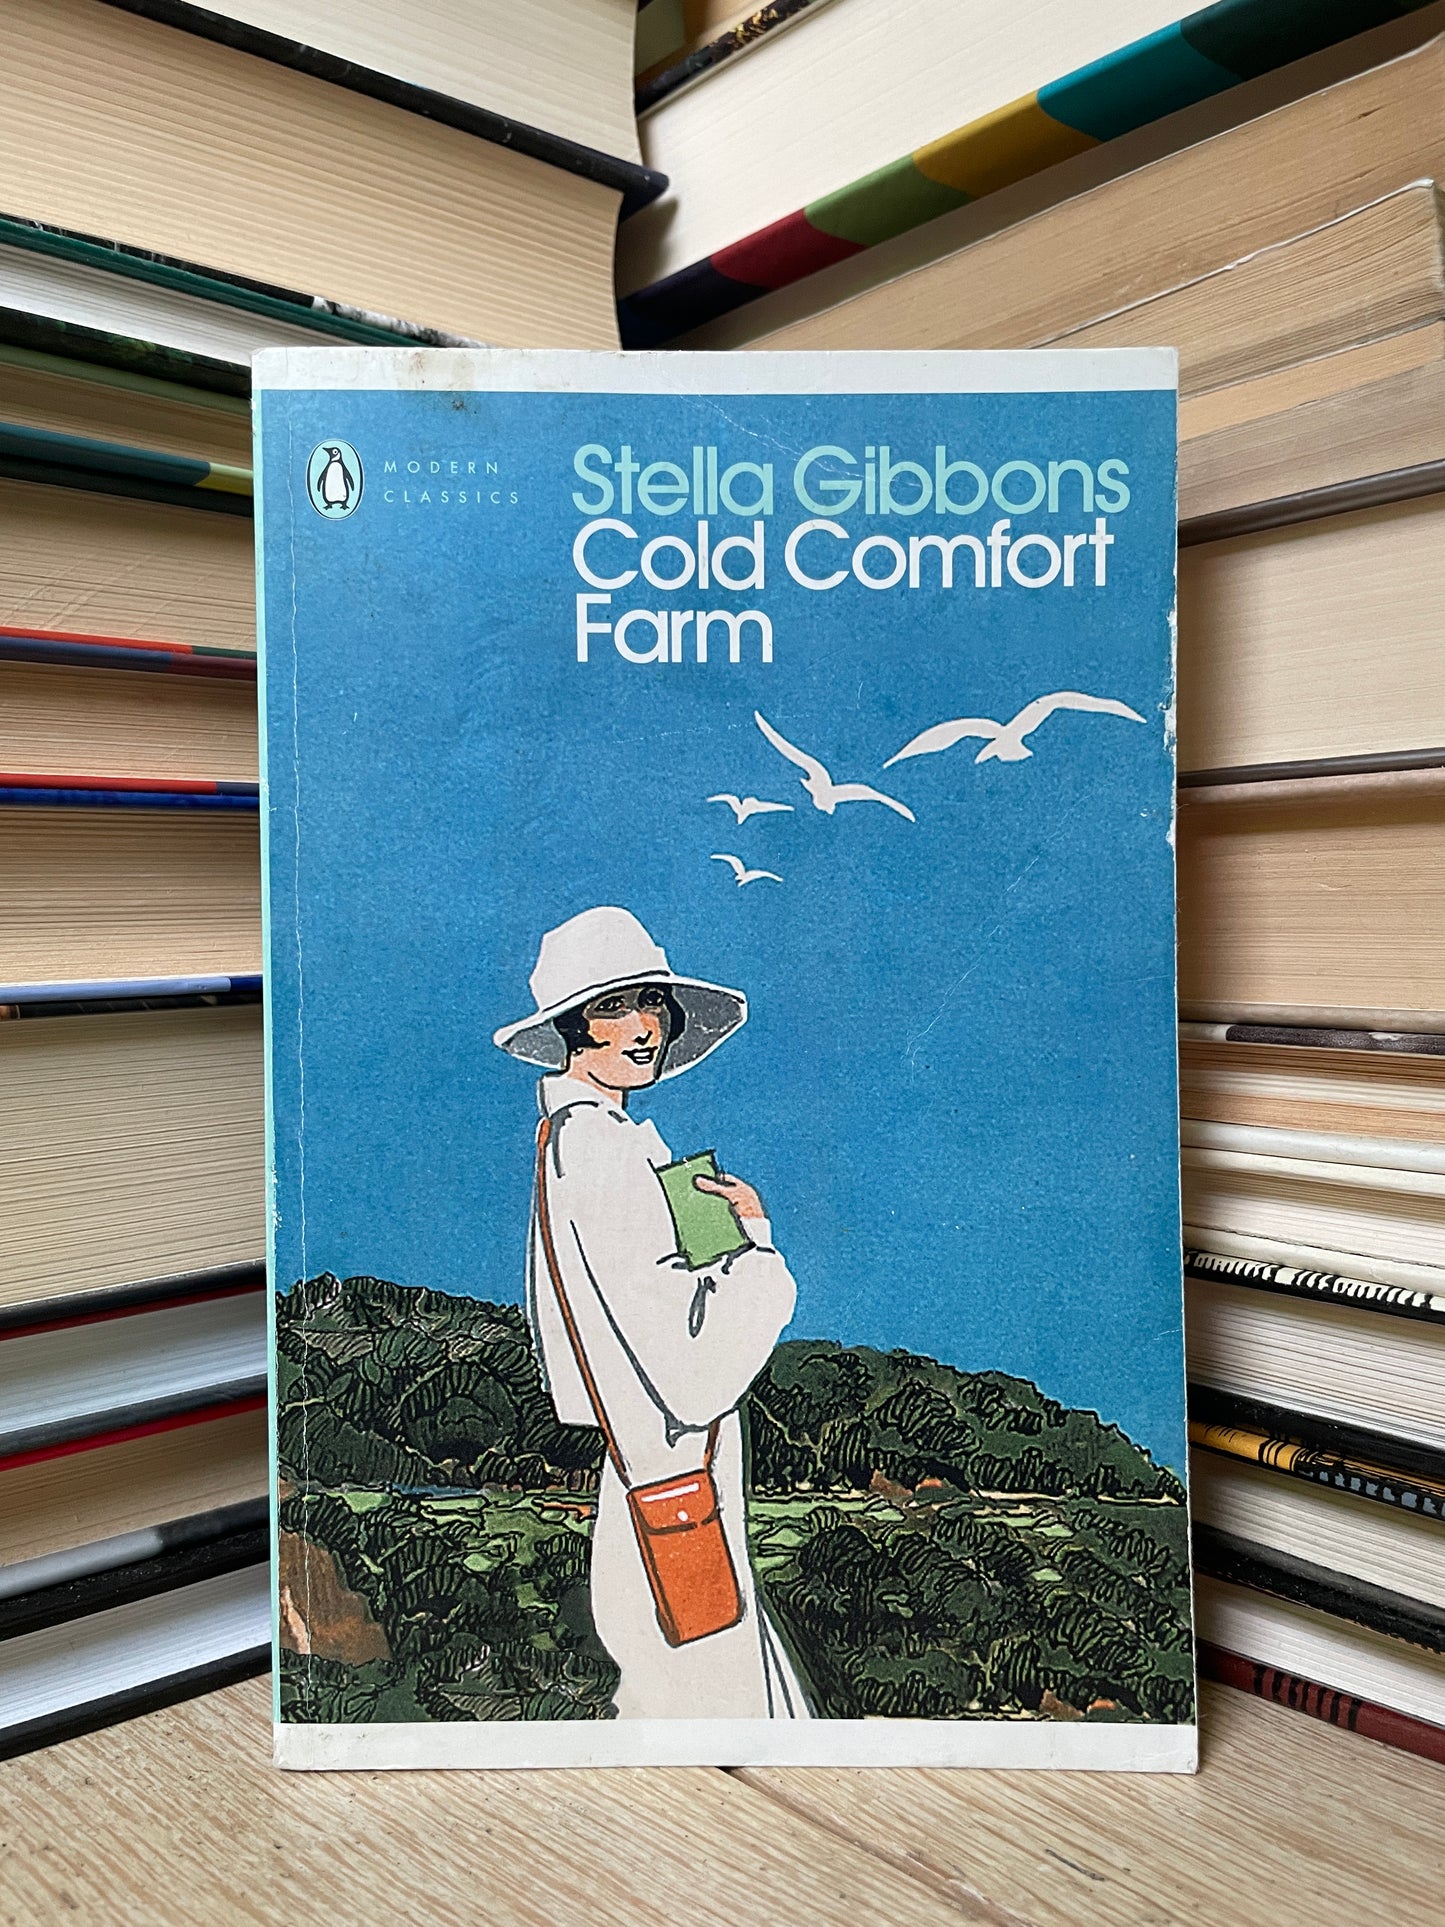 MODERN
CLASSICS
Stella Gibbons
Cold Comfort
Farm